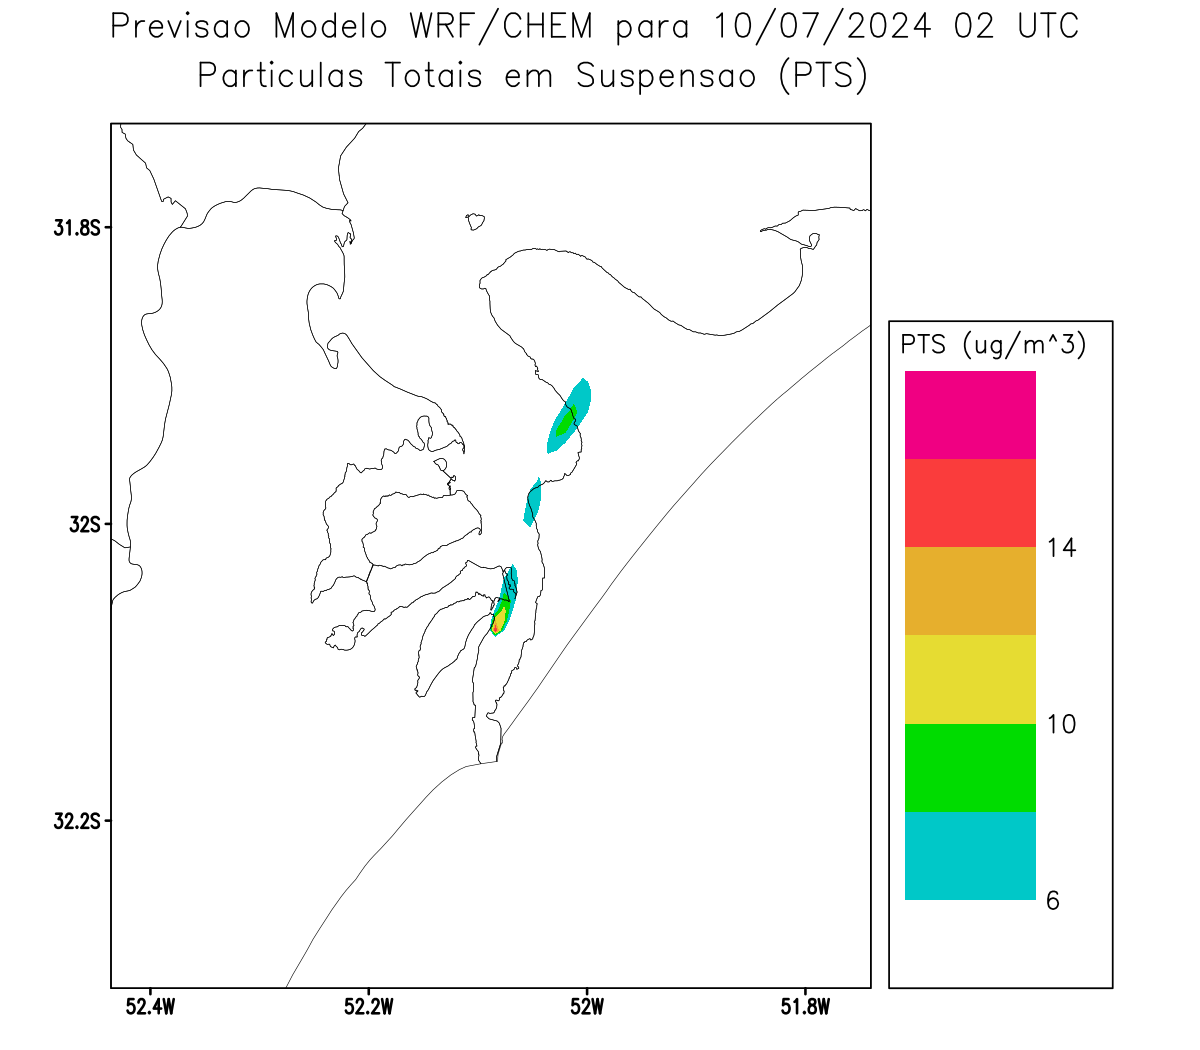 Previsao Modelo WRF/CHEM para 10/07/2024 02 UTC
Particulas Totais em Suspensao (PTS)
31.8S
32S
32.2S
52.4W
52.2W
52W
51.8W
PTS (ug/m^3)
14
10
6